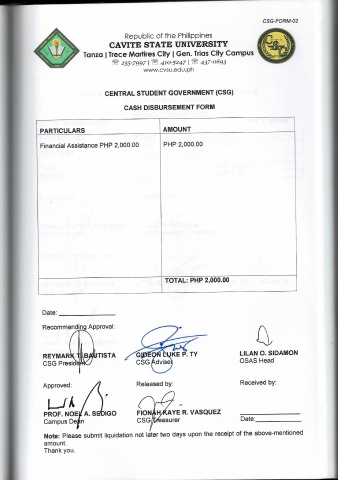 CSG-FORM-02
Republic of the Philippines
CAVITE STATE UNIVERSITY
Tanza | Trece Martires City | Gen. Trias City Campus
☏ 235-7997 | ☏ 410-5247 | ☏ 437-0693
www.cvsu.edu.ph
CENTRAL STUDENT GOVERNMENT (CSG)
CASH DISBURSEMENT FORM
PARTICULARS AMOUNT
Financial Assistance PHP 2,000.00 PHP 2,000.00
TOTAL: PHP 2,000.00
Date:
Recommending Approval:
REYMARK T. BAUTISTA GIDEON LUKE P. TY LILAN O. SIDAMON
CSG President CSG Adviser OSAS Head
Approved: Released by: Received by:
PROF. NOEL A. SEDIGO FIONAH KAYE R. VASQUEZ
Campus Dean CSG Treasurer Date:
Note: Please submit liquidation not later two days upon the receipt of the above-mentioned
amount.
Thank you.